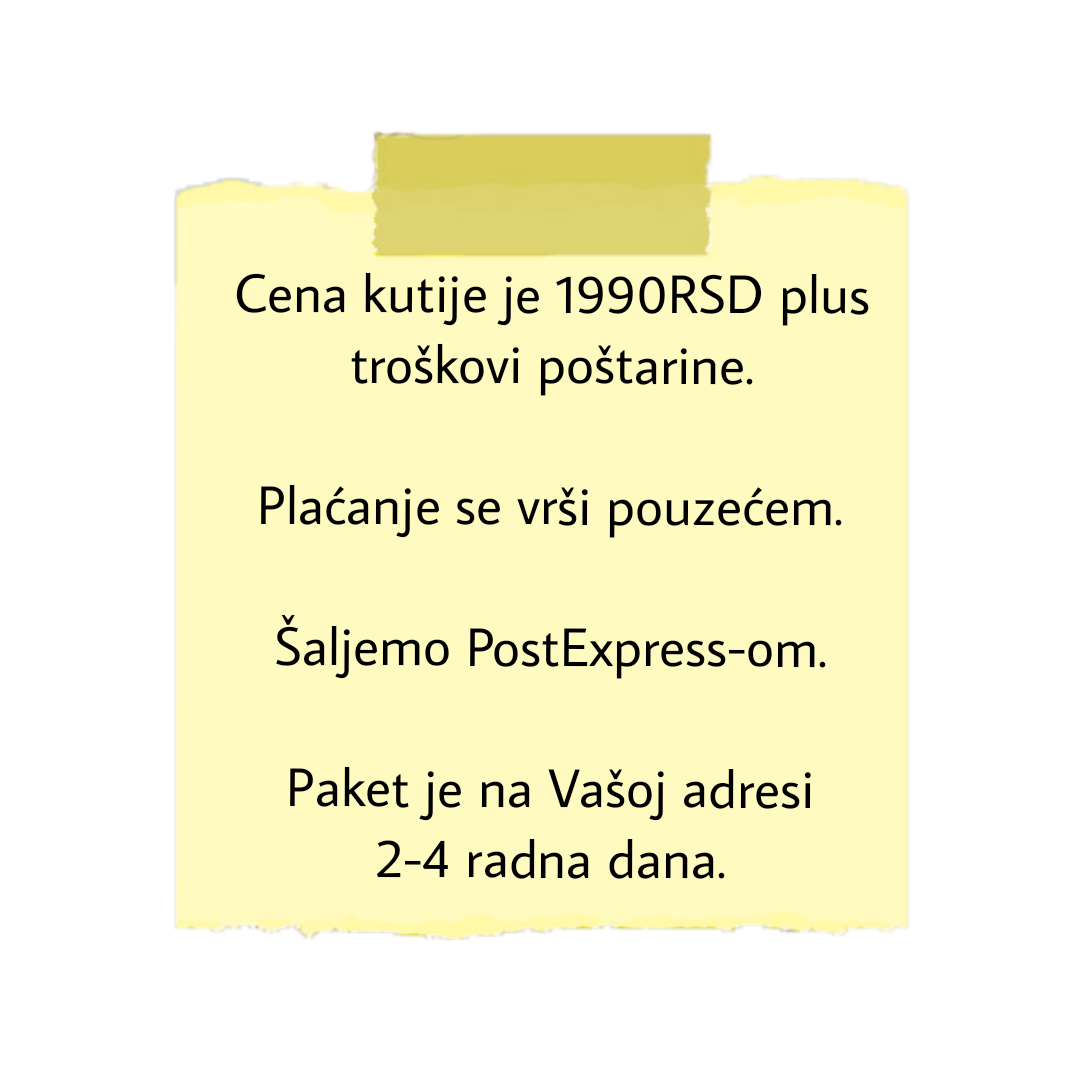 Cena kutije je 1990RSD plus
troškovi poštarine.
Plaćanje se vrši pouzećem.
Šaljemo PostExpress-om.
Paket je na Vašoj adresi
2-4 radna dana.